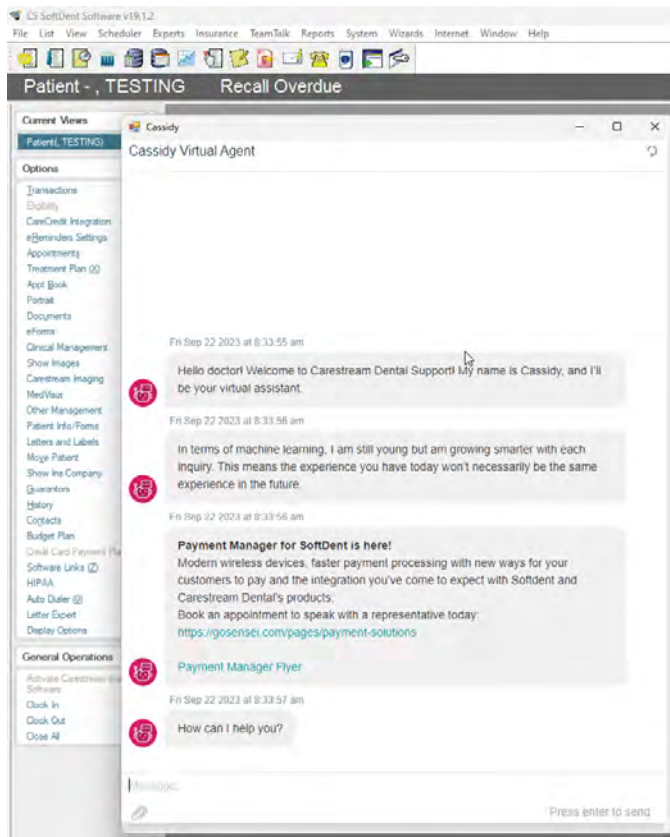 CS SoftDent Software v19.1.2
File List View Scheduler Experts Insurance TeamTalk Reports System Wizards Internet Window Help
Patient - , TESTING Recall Overdue
Current Views
Patient(, TESTING)
Options
Transactions
Eligibility
CareCredit Integration
eReminders Settings
Appointments
Treatment Plan (X)
Appt Book
Portrait
Documents
eForms
Clinical Management
Show Images
Carestream Imaging
MedVisor
Other Management
Patient Info/Forms
Letters and Labels
Move Patient
Show Ins Company
Guarantors
History
Contacts
Budget Plan
Credit Card Payment Pla
Software Links (Z)
HIPAA
Auto Dialer (Q)
Letter Expert
Display Options
General Operations
Activate Carestream
Software
Clock In
Clock Out
Close All
Cassidy
Cassidy Virtual Agent
Fri Sep 22 2023 at 8:33:55 am
Hello doctor! Welcome to Carestream Dental Support! My name is Cassidy, and I'll
be your virtual assistant.
Fri Sep 22 2023 at 8:33:56 am
In terms of machine learning, I am still young but am growing smarter with each
inquiry. This means the experience you have today won't necessarily be the same
experience in the future.
Fri Sep 22 2023 at 8:33:56 am
Payment Manager for SoftDent is here!
Modern wireless devices, faster payment processing with new ways for your
customers to pay and the integration you've come to expect with Softdent and
Carestream Dental's products.
Book an appointment to speak with a representative today:
https://gosensei.com/pages/payment-solutions
Payment Manager Flyer
Fri Sep 22 2023 at 8:33:57 am
How can I help you?
Message...
Press enter to send